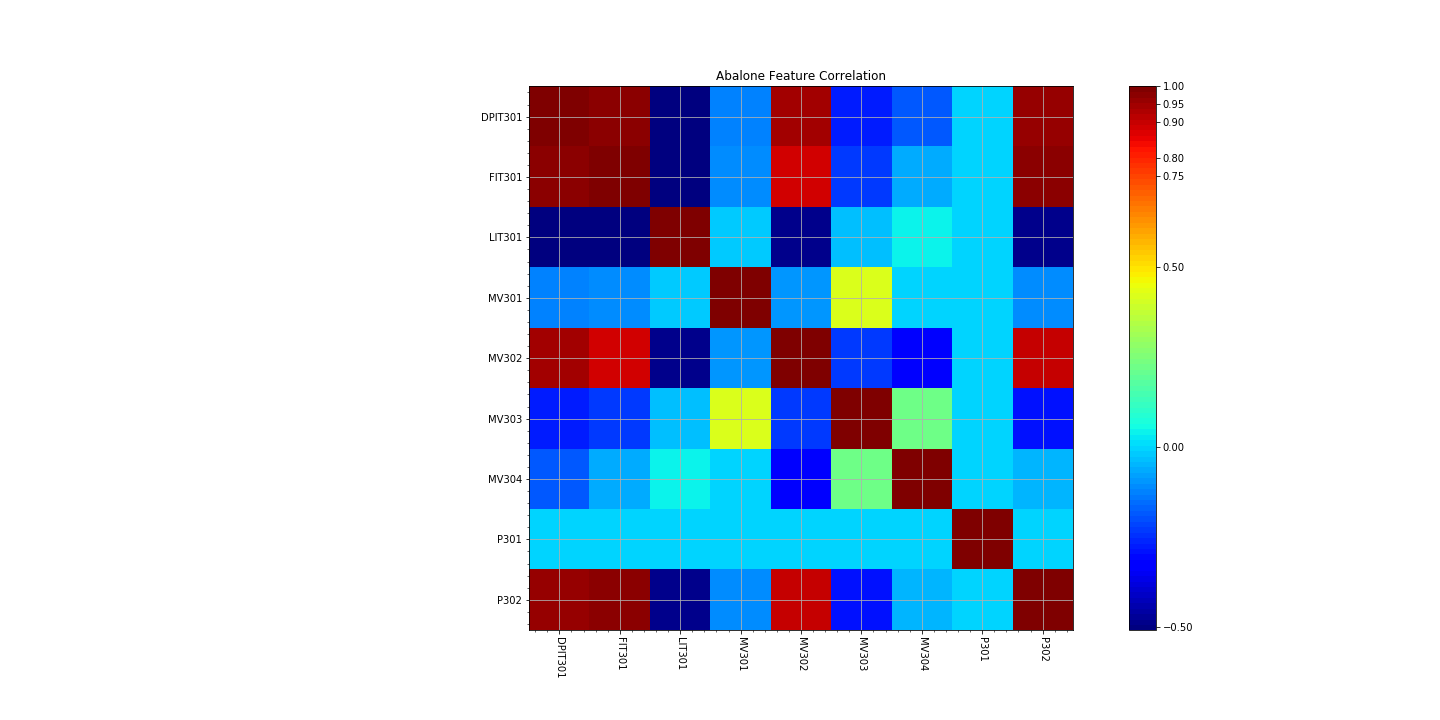 Abalone Feature Correlation
DPIT301
FIT301
LIT301
MV301
MV302
MV303
MV304
P301
P302
DPIT301
FIT301
LIT301
MV301
MV302
MV303
MV304
P301
P302
1.00
0.95
0.90
0.80
0.75
0.50
0.00
−0.50